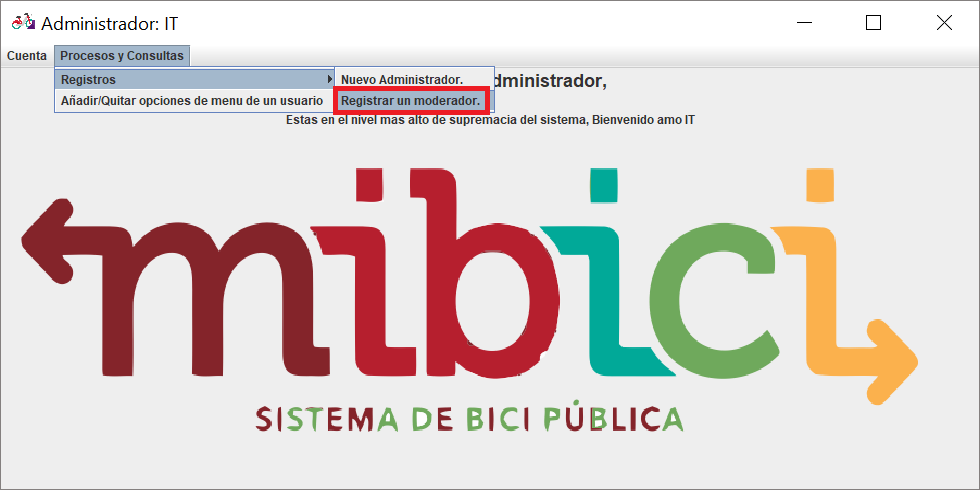 Administrador: IT
Cuenta Procesos y Consultas
Registros
Nuevo Administrador.
dministrador,
Añadir/Quitar opciones de menu de un usuario
Registrar un moderador.
Estas en el nivel mas alto de supremacia del sistema, Bienvenido amo IT
mibici
SISTEMA DE BICI PÚBLICA